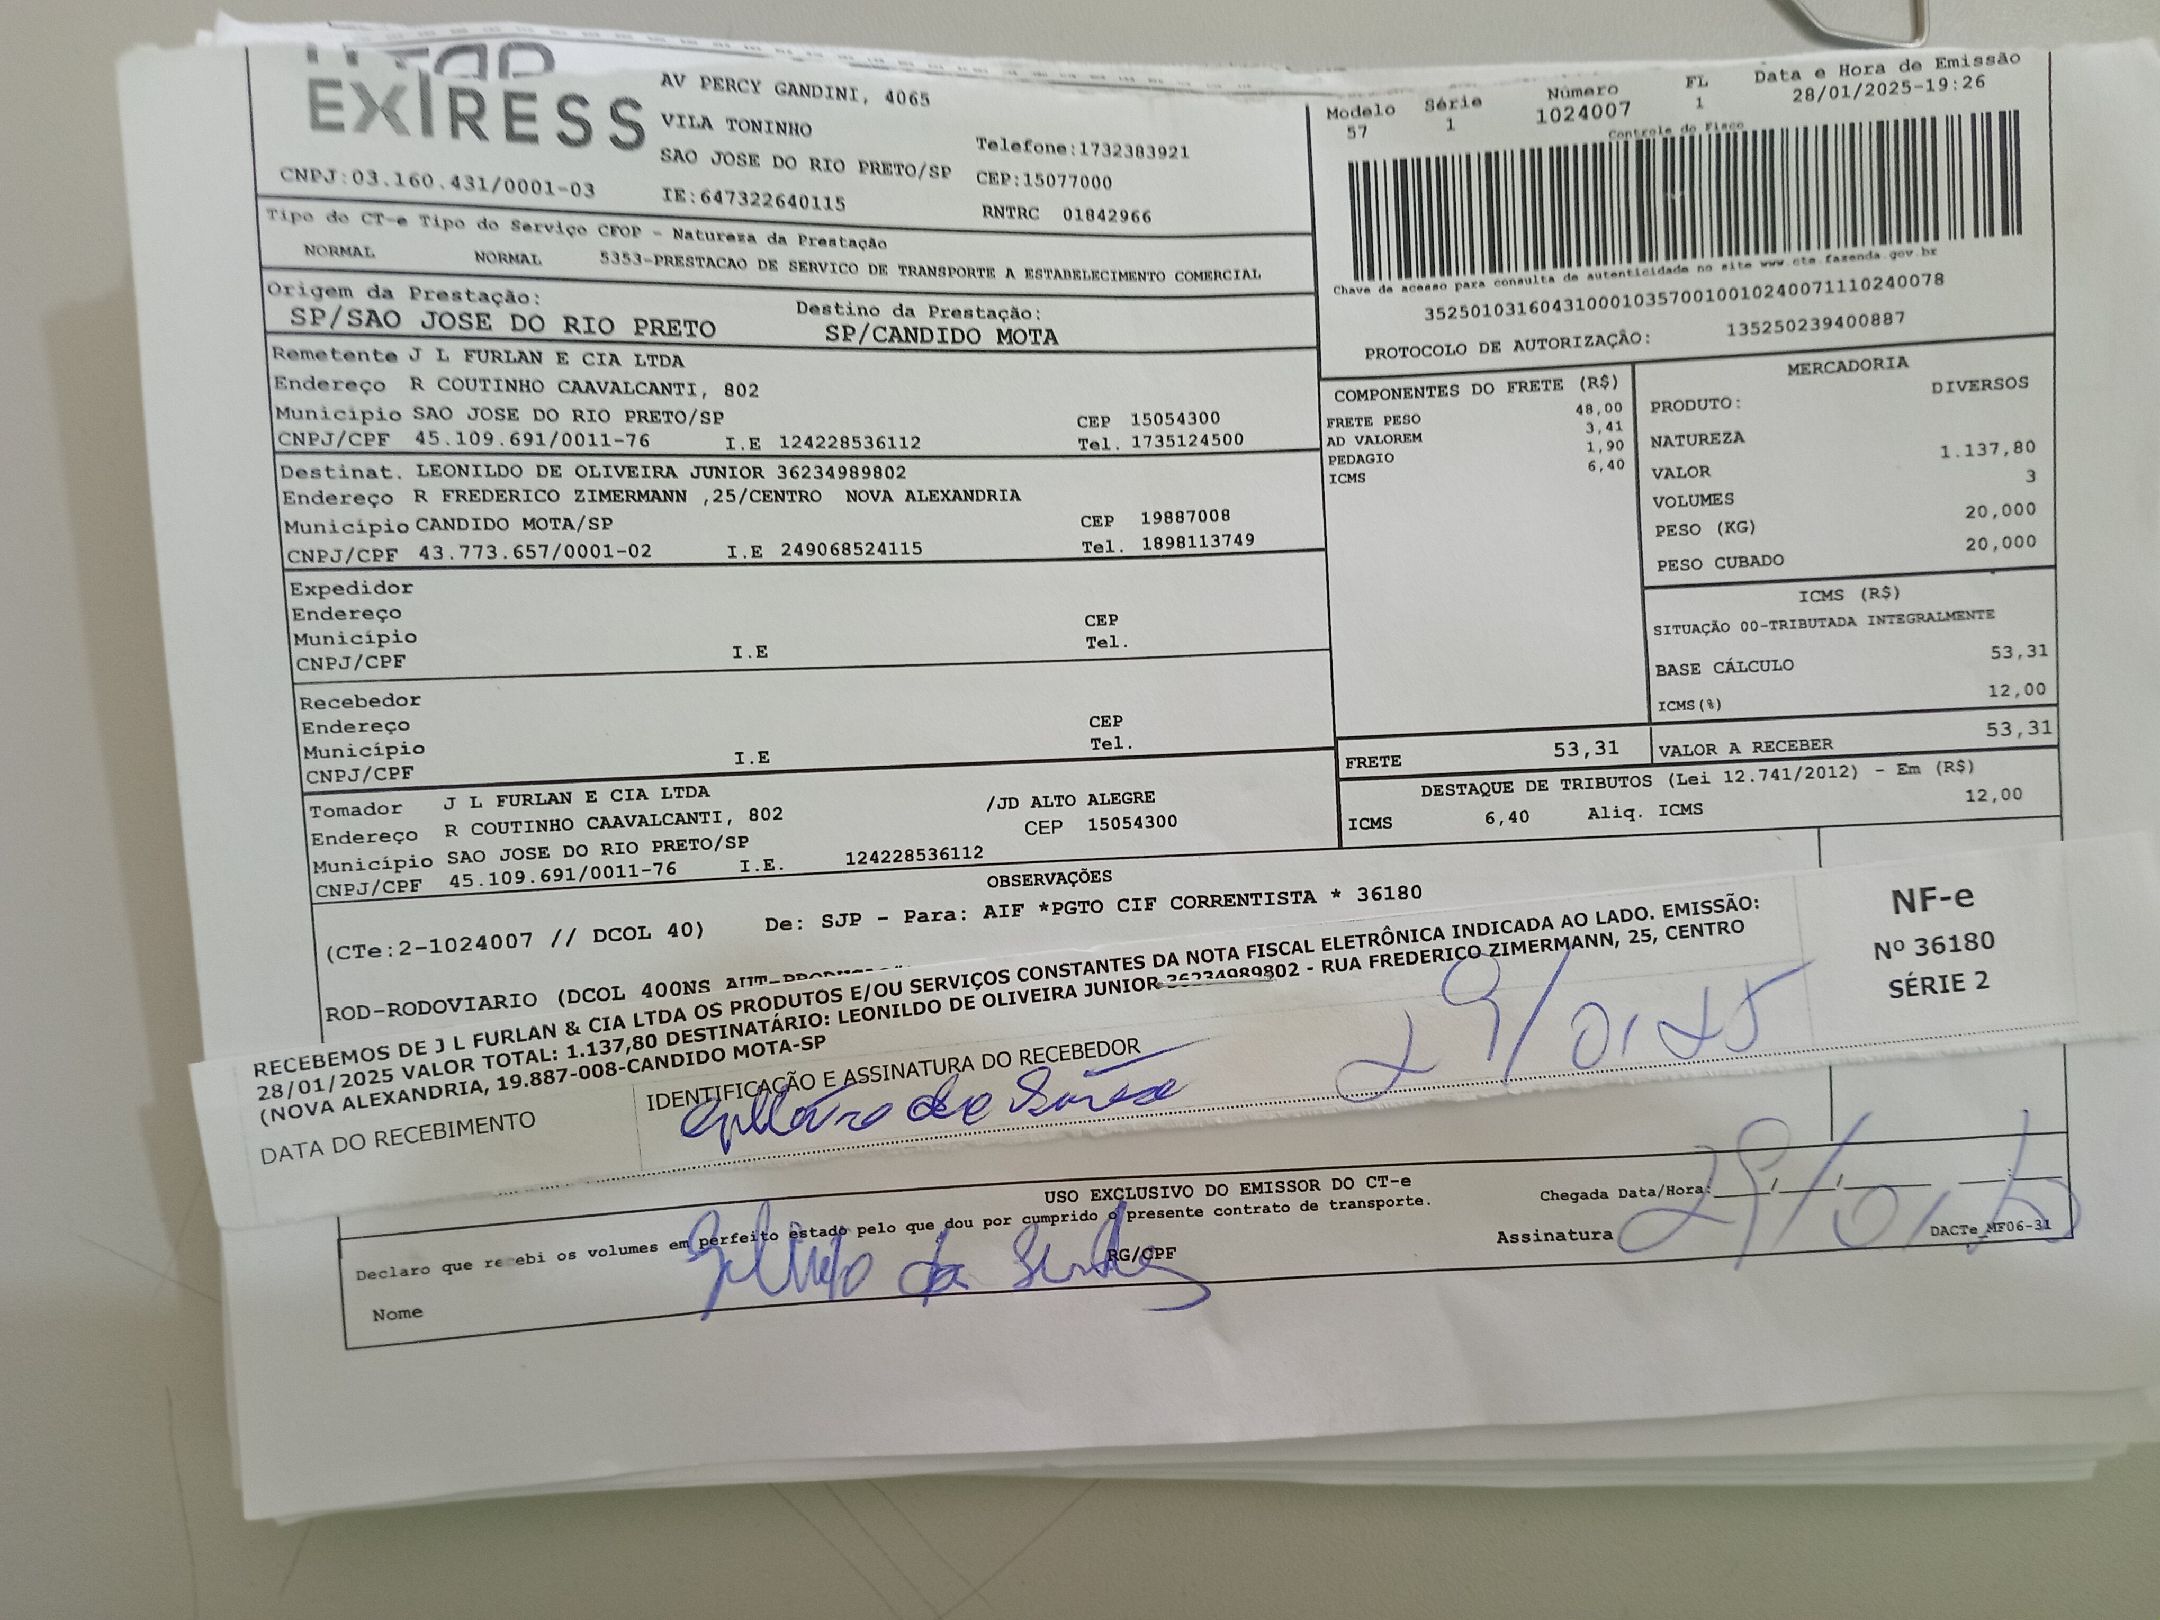 EXPRESS
AV PERCY GANDINI, 4065
VILA TONINHO
SAO JOSE DO RIO PRETO/SP
IE:647322640115
Telefone:1732383921
CEP:15077000
RNTRC 01842966
CNPJ:03.160.431/0001-03
Modelo Série Número FL Data e Hora de Emissão
57 1 1024007 1 28/01/2025-19:26
Controle do Fisco
Chave de acesso para consulta de autenticidade no site www.cte.fazenda.gov.br
35250103160431000103570010010240071110240078
PROTOCOLO DE AUTORIZAÇÃO: 135250239400887
Tipo do CT-e Tipo do Serviço CFOP - Natureza da Prestação
NORMAL NORMAL 5353-PRESTACAO DE SERVICO DE TRANSPORTE A ESTABELECIMENTO COMERCIAL
Origem da Prestação: Destino da Prestação:
SP/SAO JOSE DO RIO PRETO SP/CANDIDO MOTA
Remetente J L FURLAN E CIA LTDA
Endereço R COUTINHO CAAVALCANTI, 802
Município SAO JOSE DO RIO PRETO/SP CEP 15054300
CNPJ/CPF 45.109.691/0011-76 I.E 124228536112 Tel. 1735124500
Destinat. LEONILDO DE OLIVEIRA JUNIOR 36234989802
Endereço R FREDERICO ZIMERMANN ,25/CENTRO NOVA ALEXANDRIA
Município CANDIDO MOTA/SP CEP 19887008
CNPJ/CPF 43.773.657/0001-02 I.E 249068524115 Tel. 1898113749
Expedidor
Endereço
Município CEP
CNPJ/CPF I.E Tel.
Recebedor
Endereço
Município CEP
CNPJ/CPF I.E Tel.
Tomador J L FURLAN E CIA LTDA
Endereço R COUTINHO CAAVALCANTI, 802 /JD ALTO ALEGRE
Município SAO JOSE DO RIO PRETO/SP CEP 15054300
CNPJ/CPF 45.109.691/0011-76 I.E. 124228536112
COMPONENTES DO FRETE (R$)
FRETE PESO 48,00
AD VALOREM 3,41
PEDAGIO 1,90
ICMS 6,40
MERCADORIA
PRODUTO: DIVERSOS
NATUREZA
VALOR 1.137,80
VOLUMES 3
PESO (KG) 20,000
PESO CUBADO 20,000
ICMS (R$)
SITUAÇÃO 00-TRIBUTADA INTEGRALMENTE
BASE CÁLCULO 53,31
ICMS(%) 12,00
FRETE 53,31 VALOR A RECEBER 53,31
DESTAQUE DE TRIBUTOS (Lei 12.741/2012) - Em (R$)
ICMS 6,40 Aliq. ICMS 12,00
OBSERVAÇÕES
(CTe:2-1024007 // DCOL 40) De: SJP - Para: AIF *PGTO CIF CORRENTISTA * 36180
ROD-RODOVIARIO (DCOL 400NS
RECEBEMOS DE J L FURLAN & CIA LTDA OS PRODUTOS E/OU SERVIÇOS CONSTANTES DA NOTA FISCAL ELETRÔNICA INDICADA AO LADO. EMISSÃO:
28/01/2025 VALOR TOTAL: 1.137,80 DESTINATÁRIO: LEONILDO DE OLIVEIRA JUNIOR 36234989802 - RUA FREDERICO ZIMERMANN, 25, CENTRO
(NOVA ALEXANDRIA, 19.887-008-CANDIDO MOTA-SP
DATA DO RECEBIMENTO IDENTIFICAÇÃO E ASSINATURA DO RECEBEDOR
29/01/25
NF-e
Nº 36180
SÉRIE 2
USO EXCLUSIVO DO EMISSOR DO CT-e
Declaro que recebi os volumes em perfeito estado pelo que dou por cumprido o presente contrato de transporte.
Chegada Data/Hora:
Nome RG/CPF Assinatura
DACTe_MF06-31